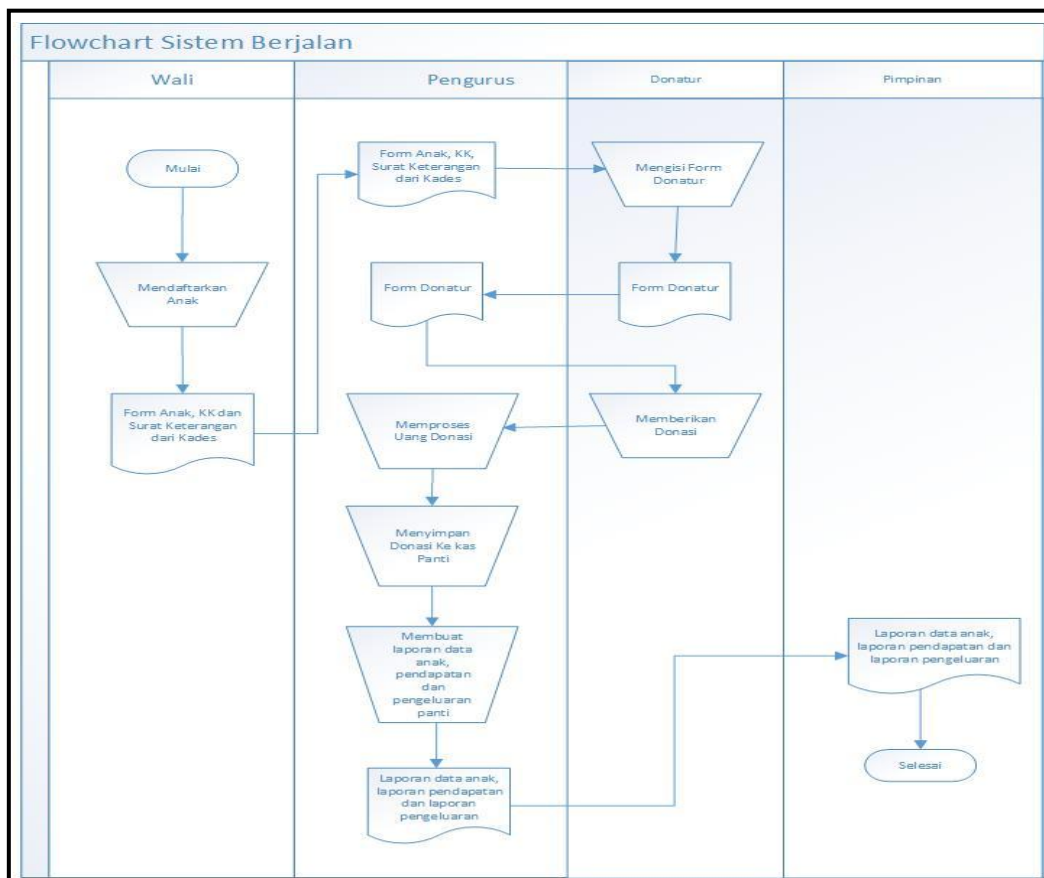 Flowchart Sistem Berjalan
Wali
Pengurus
Donatur
Pimpinan
Mulai
Mendaftarkan
Anak
Form Anak, KK dan
Surat Keterangan
dari Kades
Form Anak, KK,
Surat Keterangan
dari Kades
Mengisi Form
Donatur
Form Donatur
Form Donatur
Memberikan
Donasi
Memproses
Uang Donasi
Menyimpan
Donasi Ke kas
Panti
Membuat
laporan data
anak,
pendapatan
dan
pengeluaran
panti
Laporan data anak,
laporan pendapatan
dan laporan
pengeluaran
Laporan data anak,
laporan pendapatan dan
laporan pengeluaran
Selesai